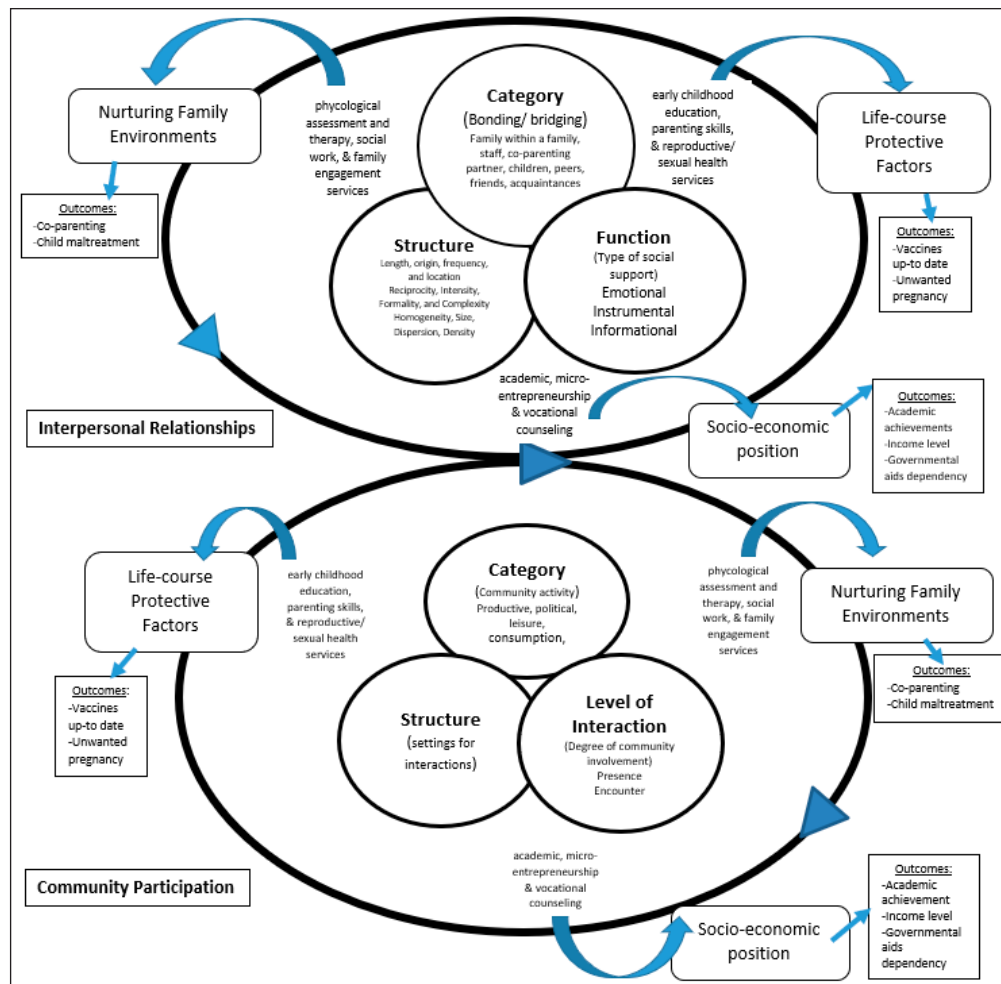 Nurturing Family
Environments
phycological
assessment and
therapy, social
work, & family
engagement
services
Category
(Bonding/ bridging)
Family within a family,
staff, co-parenting
partner, children, peers,
friends, acquaintances
early childhood
education,
parenting skills,
& reproductive/
sexual health
services
Life-course
Protective
Factors
Outcomes:
-Co-parenting
-Child maltreatment
Structure
Length, origin, frequency,
and location
Reciprocity, Intensity,
Formality, and Complexity
Homogeneity, Size,
Dispersion, Density
Function
(Type of social
support)
Emotional
Instrumental
Informational
Outcomes:
-Vaccines
up-to date
-Unwanted
pregnancy
academic, micro-
entrepreneurship
& vocational
counseling
Interpersonal Relationships
Socio-economic
position
Outcomes:
-Academic
achievements
-Income level
-Governmental
aids dependency
Life-course
Protective
Factors
early childhood
education,
parenting skills,
& reproductive/
sexual health
services
Category
(Community activity)
Productive, political,
leisure,
consumption,
phycological
assessment and
therapy, social
work, & family
engagement
services
Nurturing Family
Environments
Outcomes:
-Vaccines
up-to date
-Unwanted
pregnancy
Structure
(settings for
interactions)
Level of
Interaction
(Degree of community
involvement)
Presence
Encounter
Outcomes:
-Co-parenting
-Child maltreatment
Community Participation
academic, micro-
entrepreneurship
& vocational
counseling
Socio-economic
position
Outcomes:
-Academic
achievement
-Income level
-Governmental
aids
dependency